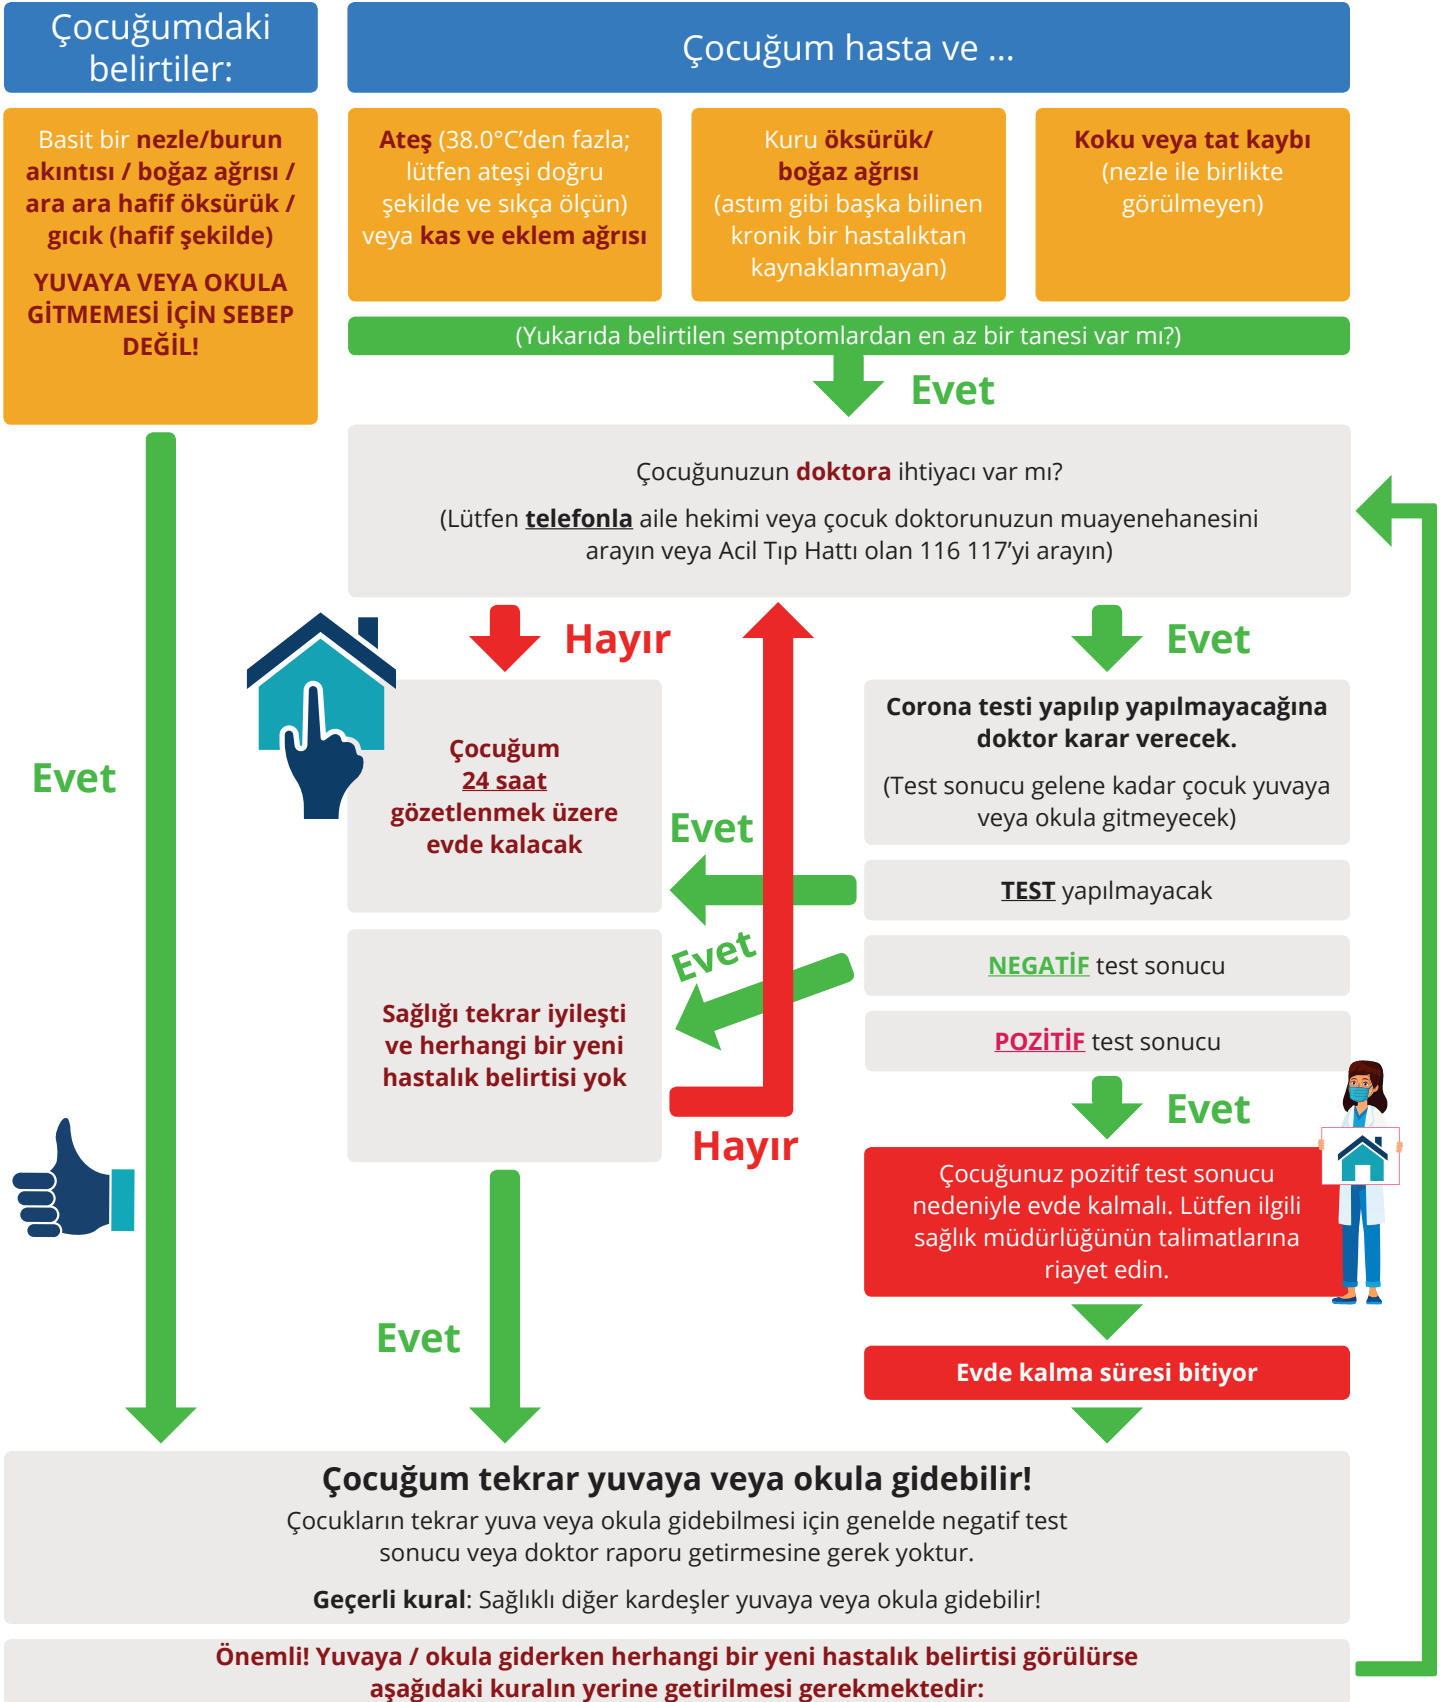 Çocuğumdaki
belirtiler:
Çocuğum hasta ve ...
Basit bir nezle/burun
akıntısı / boğaz ağrısı /
ara ara hafif öksürük /
gıcık (hafif şekilde)
YUVAYA VEYA OKULA
GİTMEMESİ İÇİN SEBEP
DEĞİL!
Ateş (38.0°C’den fazla;
lütfen ateşi doğru
şekilde ve sıkça ölçün)
veya kas ve eklem ağrısı
Kuru öksürük/
boğaz ağrısı
(astım gibi başka bilinen
kronik bir hastalıktan
kaynaklanmayan)
Koku veya tat kaybı
(nezle ile birlikte
görülmeyen)
(Yukarıda belirtilen semptomlardan en az bir tanesi var mı?)
Evet
Çocuğunuzun doktora ihtiyacı var mı?
(Lütfen telefonla aile hekimi veya çocuk doktorunuzun muayenehanesini
arayın veya Acil Tıp Hattı olan 116 117’yi arayın)
Hayır
Evet
Evet
Çocuğum
24 saat
gözetlenmek üzere
evde kalacak
Corona testi yapılıp yapılmayacağına
doktor karar verecek.
(Test sonucu gelene kadar çocuk yuvaya
veya okula gitmeyecek)
Evet
TEST yapılmayacak
Evet
NEGATİF test sonucu
Sağlığı tekrar iyileşti
ve herhangi bir yeni
hastalık belirtisi yok
POZİTİF test sonucu
Hayır
Evet
Çocuğunuz pozitif test sonucu
nedeniyle evde kalmalı. Lütfen ilgili
sağlık müdürlüğünün talimatlarına
riayet edin.
Evet
Evde kalma süresi bitiyor
Çocuğum tekrar yuvaya veya okula gidebilir!
Çocukların tekrar yuva veya okula gidebilmesi için genelde negatif test
sonucu veya doktor raporu getirmesine gerek yoktur.
Geçerli kural: Sağlıklı diğer kardeşler yuvaya veya okula gidebilir!
Önemli! Yuvaya / okula giderken herhangi bir yeni hastalık belirtisi görülürse
aşağıdaki kuralın yerine getirilmesi gerekmektedir: